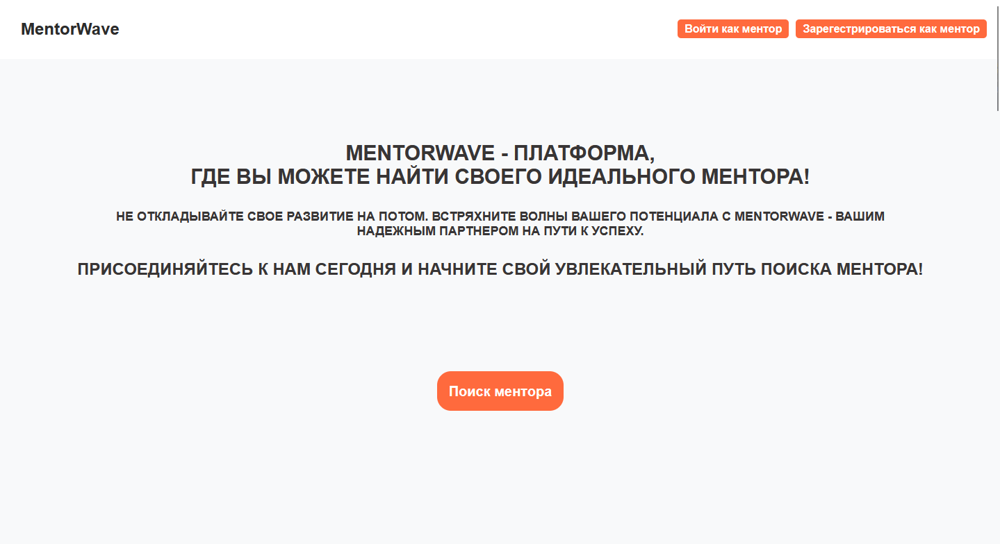 MentorWave
Войти как ментор
Зарегестрироваться как ментор
MENTORWAVE - ПЛАТФОРМА,
ГДЕ ВЫ МОЖЕТЕ НАЙТИ СВОЕГО ИДЕАЛЬНОГО МЕНТОРА!
НЕ ОТКЛАДЫВАЙТЕ СВОЕ РАЗВИТИЕ НА ПОТОМ. ВСТРЯХНИТЕ ВОЛНЫ ВАШЕГО ПОТЕНЦИАЛА С MENTORWAVE - ВАШИМ
НАДЕЖНЫМ ПАРТНЕРОМ НА ПУТИ К УСПЕХУ.
ПРИСОЕДИНЯЙТЕСЬ К НАМ СЕГОДНЯ И НАЧНИТЕ СВОЙ УВЛЕКАТЕЛЬНЫЙ ПУТЬ ПОИСКА МЕНТОРА!
Поиск ментора